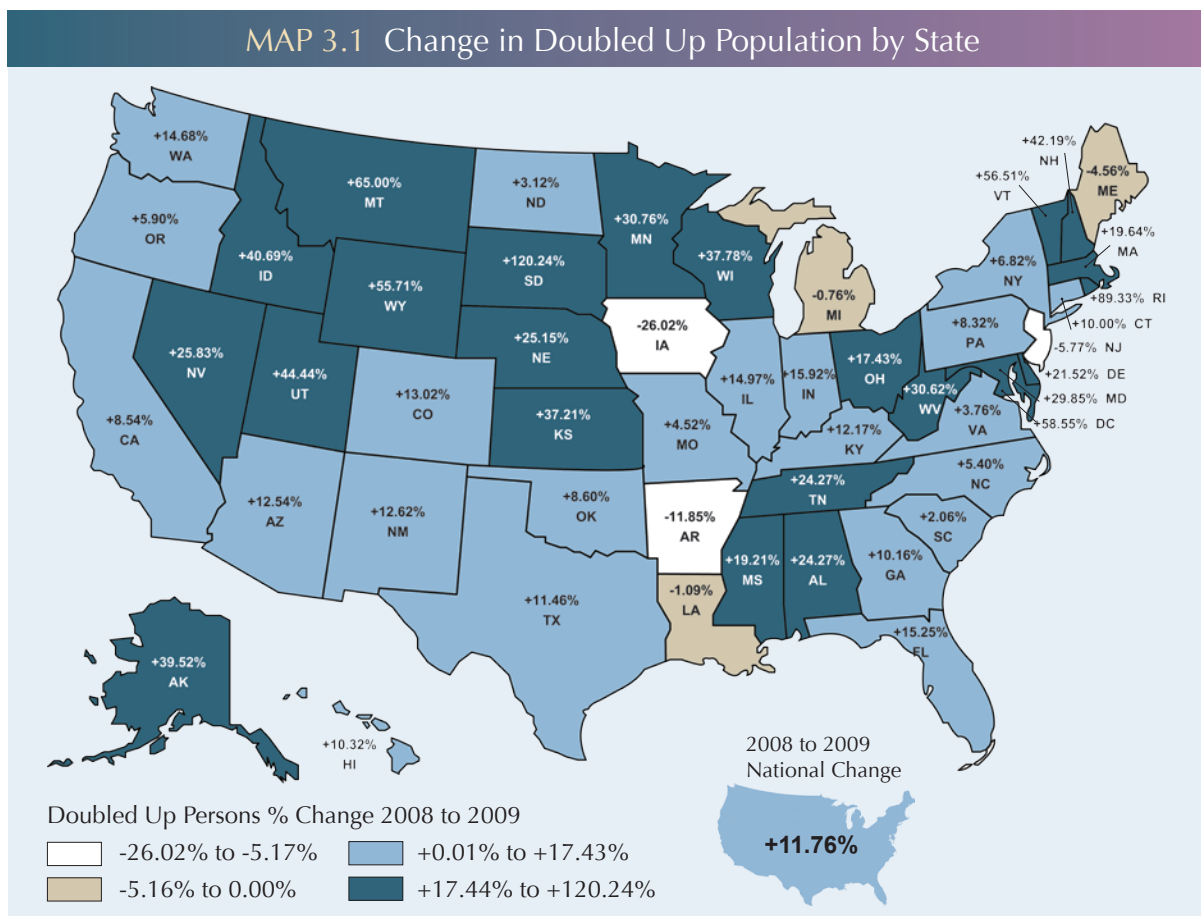 MAP 3.1 Change in Doubled Up Population by State
+14.68%
WA
+5.90%
OR
+8.54%
CA
+25.83%
NV
+40.69%
ID
+65.00%
MT
+55.71%
WY
+44.44%
UT
+13.02%
CO
+12.54%
AZ
+12.62%
NM
+3.12%
ND
+120.24%
SD
+25.15%
NE
+37.21%
KS
+8.60%
OK
+11.46%
TX
+30.76%
MN
-26.02%
IA
+4.52%
MO
-11.85%
AR
-1.09%
LA
+37.78%
WI
+14.97%
IL
-0.76%
MI
+15.92%
IN
+17.43%
OH
+12.17%
KY
+24.27%
TN
+19.21%
MS
+24.27%
AL
+10.16%
GA
+15.25%
FL
+2.06%
SC
+5.40%
NC
+3.76%
VA
+30.62%
WV
+8.32%
PA
+6.82%
NY
+56.51%
VT
+42.19%
NH
-4.56%
ME
+19.64%
MA
+89.33% RI
+10.00% CT
-5.77% NJ
+21.52% DE
+29.85% MD
+58.55% DC
+39.52%
AK
+10.32%
HI
2008 to 2009
National Change
+11.76%
Doubled Up Persons % Change 2008 to 2009
-26.02% to -5.17%
+0.01% to +17.43%
-5.16% to 0.00%
+17.44% to +120.24%